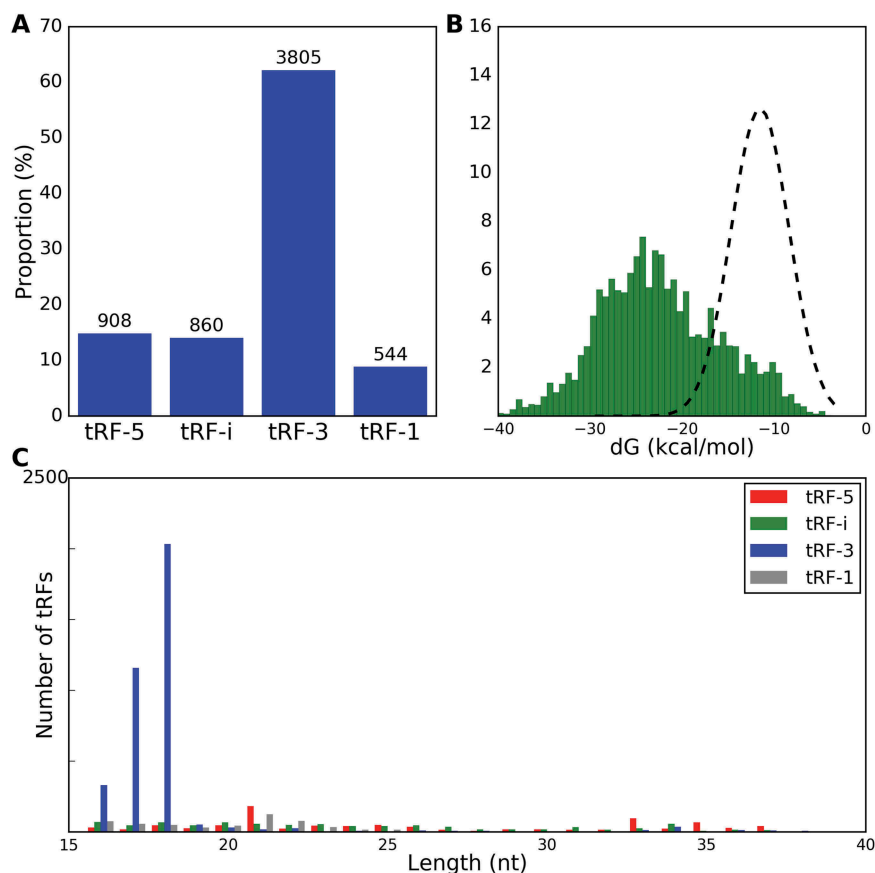 A
Proportion (%)
70
60
50
40
30
20
10
0
908
860
3805
544
tRF-5 tRF-i tRF-3 tRF-1
B
16
14
12
10
8
6
4
2
−40 −30 −20 −10 0
dG (kcal/mol)
C
2500
Number of tRFs
tRF-5
tRF-i
tRF-3
tRF-1
15 20 25 30 35 40
Length (nt)